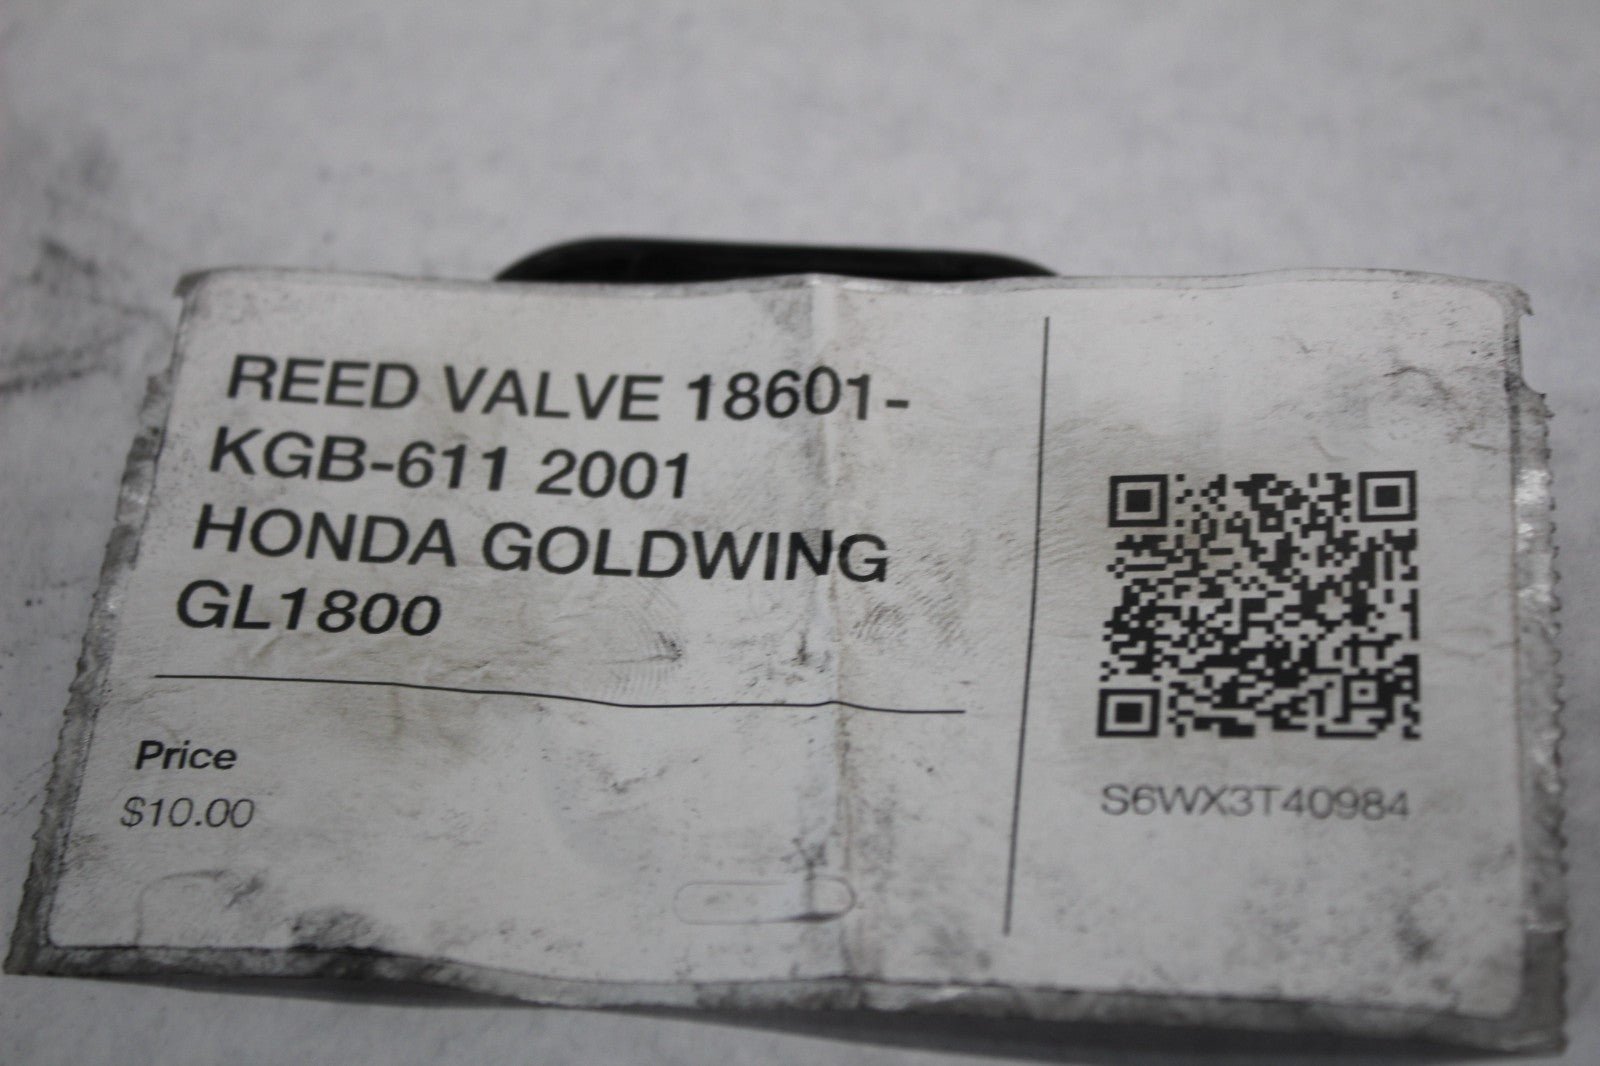 REED VALVE 18601-
KGB-611 2001
HONDA GOLDWING
GL1800
Price
$10.00
S6WX3T40984